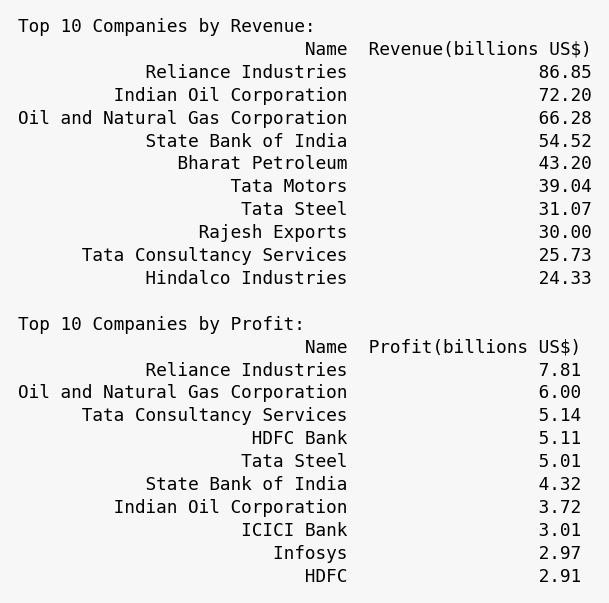 Top 10 Companies by Revenue:
Name  Revenue(billions US$)
Reliance Industries  86.85
Indian Oil Corporation  72.20
Oil and Natural Gas Corporation  66.28
State Bank of India  54.52
Bharat Petroleum  43.20
Tata Motors  39.04
Tata Steel  31.07
Rajesh Exports  30.00
Tata Consultancy Services  25.73
Hindalco Industries  24.33
Top 10 Companies by Profit:
Name  Profit(billions US$)
Reliance Industries  7.81
Oil and Natural Gas Corporation  6.00
Tata Consultancy Services  5.14
HDFC Bank  5.11
Tata Steel  5.01
State Bank of India  4.32
Indian Oil Corporation  3.72
ICICI Bank  3.01
Infosys  2.97
HDFC  2.91